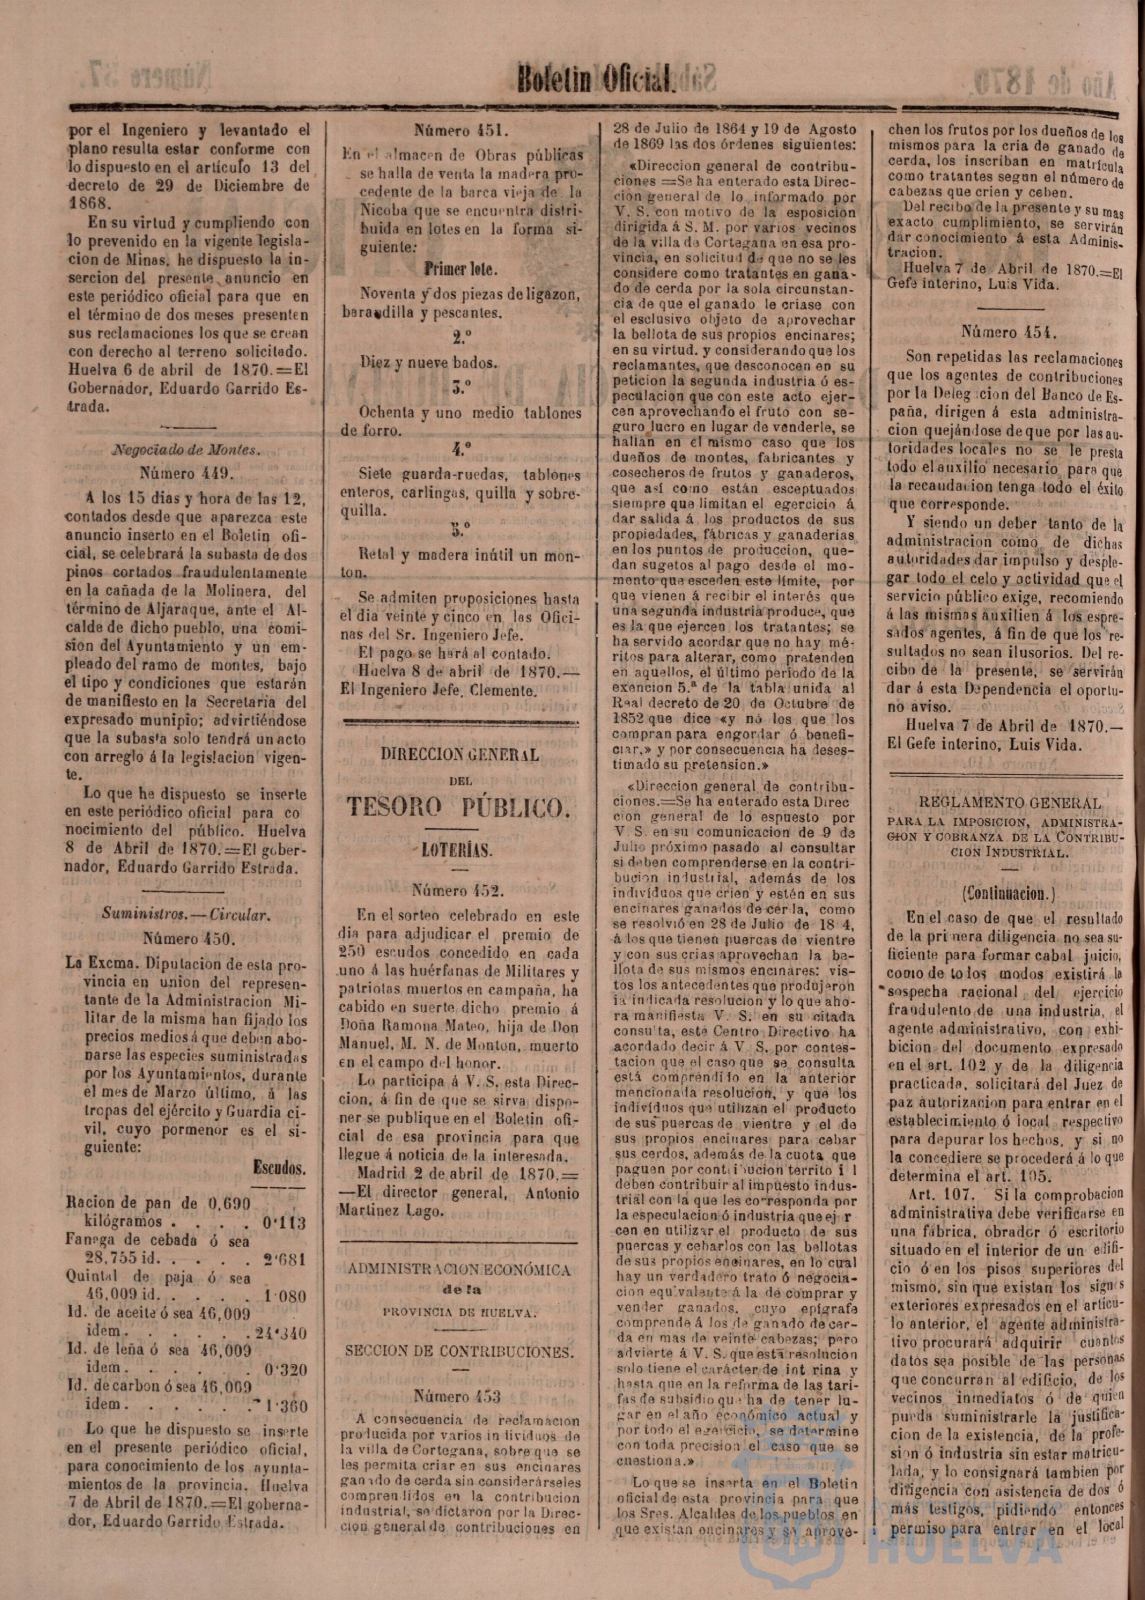 Boletin Oficial.
por el Ingeniero y levantado el
plano resulta estar conforme con
lo dispuesto en el artículo 13 del
decreto de 29 de Diciembre de
1868.
En su virtud y cumpliendo con
lo prevenido en la vigente legisla-
cion de Minas, he dispuesto la in-
sercion del presente anuncio en
este periódico oficial para que en
el término de dos meses presenten
sus reclamaciones los que se crean
con derecho al terreno solicitado.
Huelva 6 de abril de 1870.=El
Gobernador, Eduardo Garrido Es-
trada.
Negociado de Montes.
Número 449.
A los 15 dias y hora de las 12,
contados desde que aparezca este
anuncio inserto en el Boletin ofi-
cial, se celebrará la subasta de dos
pinos cortados fraudulentamente
en la cañada de la Molinera, del
término de Aljaraque, ante el Al-
calde de dicho pueblo, una comi-
sion del Ayuntamiento y un em-
pleado del ramo de montes, bajo
el tipo y condiciones que estarán
de manifiesto en la Secretaria del
expresado munipio; advirtiéndose
que la subasta solo tendrá un acto
con arreglo á la legislacion vigen-
te.
Lo que he dispuesto se inserte
en este periódico oficial para co
nocimiento del público. Huelva
8 de Abril de 1870.=El gober-
nador, Eduardo Garrido Estrada.
Suministros.—Circular.
Número 450.
La Excma. Diputacion de esta pro-
vincia en union del represen-
tante de la Administracion Mi-
litar de la misma han fijado los
precios medios á que deben abo-
narse las especies suministradas
por los Ayuntamientos, durante
el mes de Marzo último, á las
tropas del ejército y Guardia ci-
vil, cuyo pormenor es el si-
guiente:
Escudos.
Racion de pan de 0,690
kilógramos . . . . 0'113
Fanega de cebada ó sea
28,755 id. . . . . . 2'681
Quintal de paja ó sea
46,009 id. . . . . . 1'080
Id. de aceite ó sea 46,009
idem. . . . . . . 24'340
Id. de leña ó sea 46,009
idem. . . . . . . 0'320
Id. de carbon ó sea 46,009
idem. . . . . . . 1'360
Lo que he dispuesto se inserte
en el presente periódico oficial,
para conocimiento de los ayunta-
mientos de la provincia. Huelva
7 de Abril de 1870.=El goberna-
dor, Eduardo Garrido Estrada.
Número 451.
En el almacen de Obras públicas
se halla de venta la madera pro-
cedente de la barca vieja de la
Nicoba que se encuentra distri-
buida en lotes en la forma si-
guiente:
Primer lote.
Noventa y dos piezas de ligazon,
barandilla y pescantes.
2.º
Diez y nueve bados.
3.º
Ochenta y uno medio tablones
de forro.
4.º
Siete guarda-ruedas, tablones
enteros, carlingas, quilla y sobre-
quilla.
5.º
Retal y madera inútil un mon-
ton.
Se admiten proposiciones hasta
el dia veinte y cinco en las Ofici-
nas del Sr. Ingeniero Jefe.
El pago se hará al contado.
Huelva 8 de abril de 1870.—
El Ingeniero Jefe, Clemente.
DIRECCION GENERAL
DEL
TESORO PÚBLICO.
LOTERÍAS.
Número 452.
En el sorteo celebrado en este
dia para adjudicar el premio de
250 escudos concedido en cada
uno á las huérfanas de Militares y
patriotas muertos en campaña, ha
cabido en suerte dicho premio á
Doña Ramona Mateo, hija de Don
Manuel, M. N. de Monton, muerto
en el campo del honor.
Lo participa á V. S. esta Direc-
cion, á fin de que se sirva dispo-
ner se publique en el Boletin ofi-
cial de esa provincia para que
llegue á noticia de la interesada.
Madrid 2 de abril de 1870.=
—El director general, Antonio
Martinez Lago.
ADMINISTRACION ECONÓMICA
de la
PROVINCIA DE HUELVA.
SECCION DE CONTRIBUCIONES.
Número 453
A consecuencia de reclamacion
producida por varios individuos de
la villa de Cortegana, sobre que se
les permita criar en sus encinares
ganado de cerda sin considerárseles
comprendidos en la contribucion
industrial, se dictaron por la Direc-
cion general de contribuciones en
28 de Julio de 1864 y 19 de Agosto
de 1869 las dos órdenes siguientes:
«Direccion general de contribu-
ciones =Se ha enterado esta Direc-
cion general de lo informado por
V. S. con motivo de la esposicion
dirigida á S. M. por varios vecinos
de la villa de Cortegana en esa pro-
vincia, en solicitud de que no se les
considere como tratantes en gana-
do de cerda por la sola circunstan-
cia de que el ganado le criase con
el esclusivo objeto de aprovechar
la bellota de sus propios encinares;
en su virtud. y considerando que los
reclamantes, que desconocen en su
peticion la segunda industria ó es-
peculacion que con este acto ejer-
cen aprovechando el fruto con se-
guro lucro en lugar de venderle, se
hallan en el mismo caso que los
dueños de montes, fabricantes y
cosecheros de frutos y ganaderos,
que así como están esceptuados
siempre que limitan el egercicio á
dar salida á los productos de sus
propiedades, fábricas y ganaderías
en los puntos de produccion, que-
dan sugetos al pago desde el mo-
mento que esceden este límite, por
que vienen á recibir el interés que
una segunda industria produce, que
es la que ejercen los tratantes; se
ha servido acordar que no hay mé-
ritos para alterar, como pretenden
en aquellos, el último período de la
exencion 5.ª de la tabla unida al
Real decreto de 20 de Octubre de
1852 que dice «y nó los que los
compran para engordar ó benefi-
ciar,» y por consecuencia ha deses-
timado su pretension.»
«Direccion general de contribu-
ciones.=Se ha enterado esta Direc
cion general de lo espuesto por
V. S. en su comunicacion de 9 de
Julio próximo pasado al consultar
si deben comprenderse en la contri-
bucion industrial, además de los
individuos que crien y estén en sus
encinares ganados de cerda, como
se resolvió en 28 de Julio de 18 4,
á los que tienen puercas de vientre
y con sus crias aprovechan la be-
llota de sus mismos encinares: vis-
tos los antecedentes que produjeron
la indicada resolucion y lo que aho-
ra manifiesta V. S. en su citada
consulta, este Centro Directivo ha
acordado decir á V. S. por contes-
tacion que el caso que se consulta
está comprendido en la anterior
mencionada resolucion, y que los
individuos que utilizan el producto
de sus puercas de vientre y el de
sus propios encinares para cebar
sus cerdos, además de la cuota que
paguen por contribucion territorial
deben contribuir al impuesto indus-
trial con la que les corresponda por
la especulacion ó industria que ejer
cen en utilizar el producto de sus
puercas y cebarlos con las bellotas
de sus propios encinares, en lo cual
hay un verdadero trato ó negocia-
cion equivalente á la de comprar y
vender ganados, cuyo epígrafe
comprende á los de ganado de cer-
da en mas de veinte cabezas; pero
advierte á V. S. que esta resolucion
solo tiene el carácter de interina y
hasta que en la reforma de las tari-
fas de subsidio que ha de tener lu-
gar en el año económico actual y
por todo el egercicio, se determine
con toda precision el caso que se
cuestiona.»
Lo que se inserta en el Boletin
oficial de esta provincia para que
los Sres. Alcaldes de los pueblos en
que existan encinares y se aprove-
chen los frutos por los dueños de los
mismos para la cria de ganado de
cerda, los inscriban en matrícula
como tratantes segun el número de
cabezas que crien y ceben.
Del recibo de la presente y su mas
exacto cumplimiento, se servirán
dar conocimiento á esta Adminis-
tracion.
Huelva 7 de Abril de 1870.=El
Gefe interino, Luis Vida.
Número 454.
Son repetidas las reclamaciones
que los agentes de contribuciones
por la Delegacion del Banco de Es-
paña, dirigen á esta administra-
cion quejándose de que por las au-
toridades locales no se le presta
todo el auxilio necesario para que
la recaudacion tenga todo el éxito
que corresponde.
Y siendo un deber tanto de la
administracion como de dichas
autoridades dar impulso y desple-
gar todo el celo y actividad que el
servicio público exige, recomiendo
á las mismas auxilien á los espre-
sados agentes, á fin de que los re-
sultados no sean ilusorios. Del re-
cibo de la presente, se servirán
dar á esta Dependencia el oportu-
no aviso.
Huelva 7 de Abril de 1870.—
El Gefe interino, Luis Vida.
REGLAMENTO GENERAL
PARA LA IMPOSICION, ADMINISTRA-
CION Y COBRANZA DE LA CONTRIBU-
CION INDUSTRIAL.
(Continuacion.)
En el caso de que el resultado
de la primera diligencia no sea su-
ficiente para formar cabal juicio,
como de todos modos existirá la
sospecha racional del ejercicio
fraudulento de una industria, el
agente administrativo, con exhi-
bicion del documento expresado
en el art. 102 y de la diligencia
practicada, solicitará del Juez de
paz autorizacion para entrar en el
establecimiento ó local respectivo
para depurar los hechos, y si no
la concediere se procederá á lo que
determina el art. 105.
Art. 107. Si la comprobacion
administrativa debe verificarse en
una fábrica, obrador ó escritorio
situado en el interior de un edifi-
cio ó en los pisos superiores del
mismo, sin que existan los signos
exteriores expresados en el artícu-
lo anterior, el agente administra-
tivo procurará adquirir cuantos
datos sea posible de las personas
que concurran al edificio, de los
vecinos inmediatos ó de quien
pueda suministrarle la justifica-
cion de la existencia, de la profe-
sion ó industria sin estar matricu-
lada, y lo consignará tambien por
diligencia con asistencia de dos ó
más testigos, pidiendo entonces
permiso para entrar en el local
HUELVA